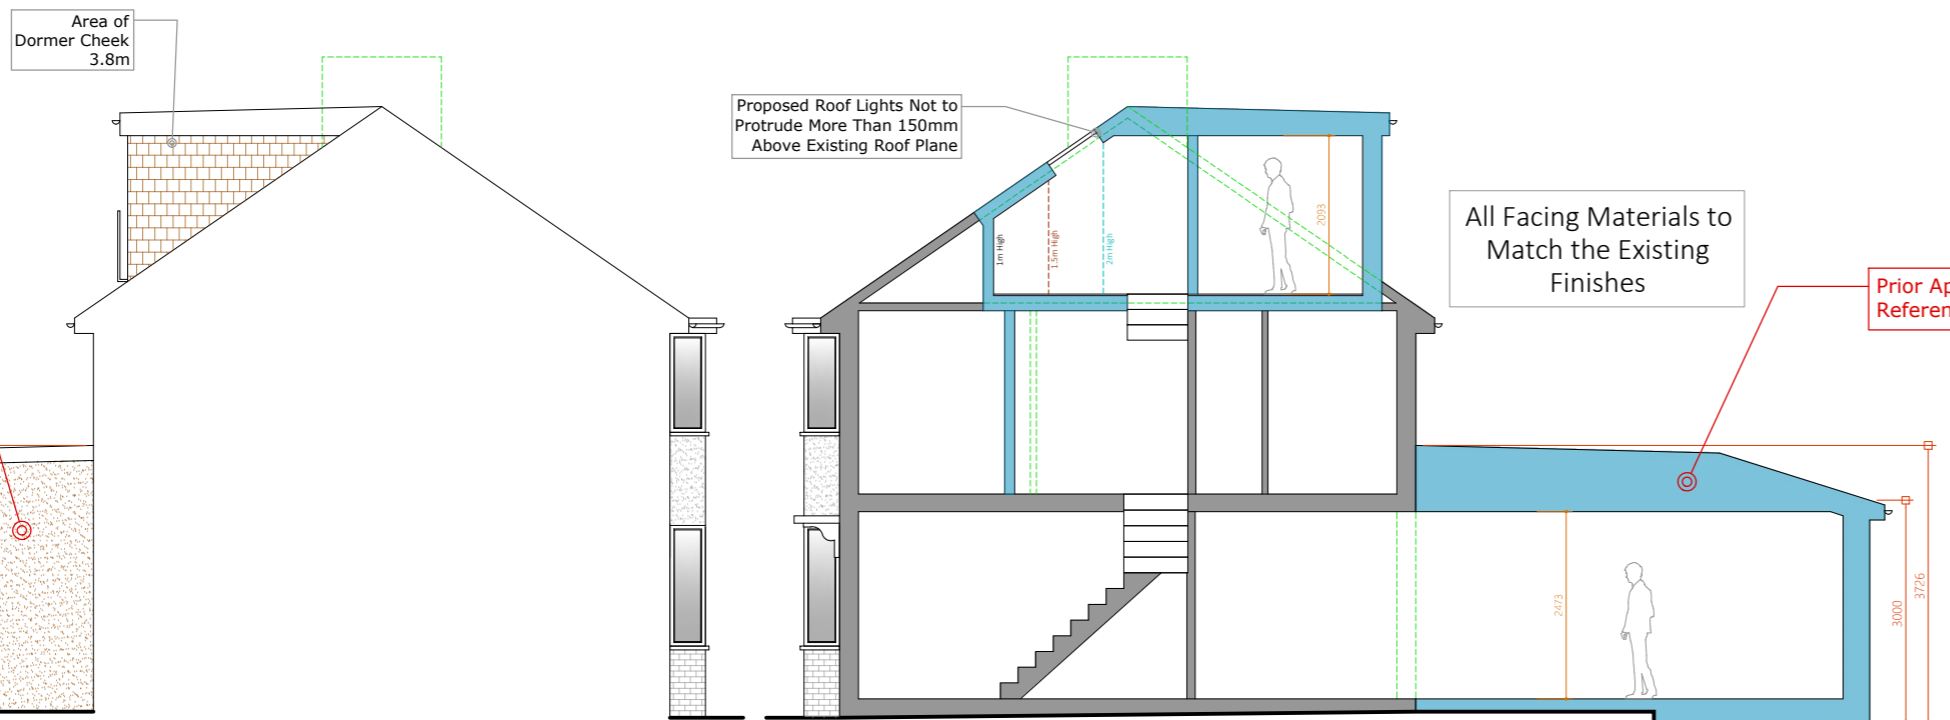 Area of
Dormer Cheek
3.8m
Proposed Roof Lights Not to
Protrude More Than 150mm
Above Existing Roof Plane
1m High
1.5m High
2m High
2093
All Facing Materials to
Match the Existing
Finishes
Prior Ap
Referen
2473
3000
3726